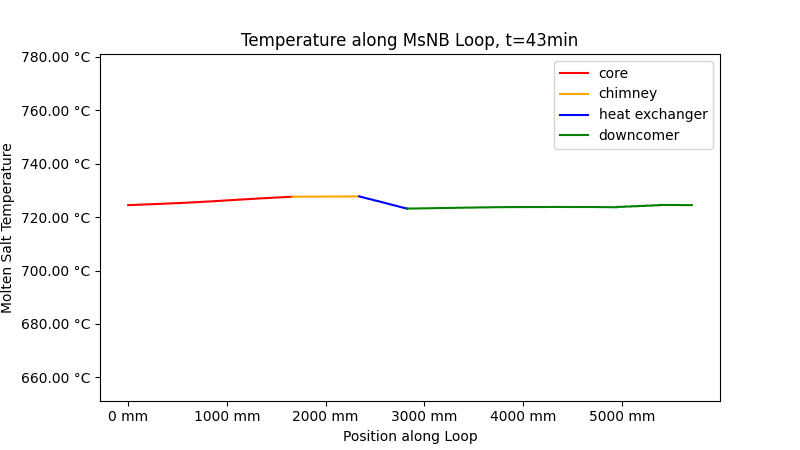 Temperature along MsNB Loop, t=43min
780.00 °C
760.00 °C
740.00 °C
720.00 °C
700.00 °C
680.00 °C
660.00 °C
Molten Salt Temperature
core
chimney
heat exchanger
downcomer
0 mm
1000 mm
2000 mm
3000 mm
4000 mm
5000 mm
Position along Loop